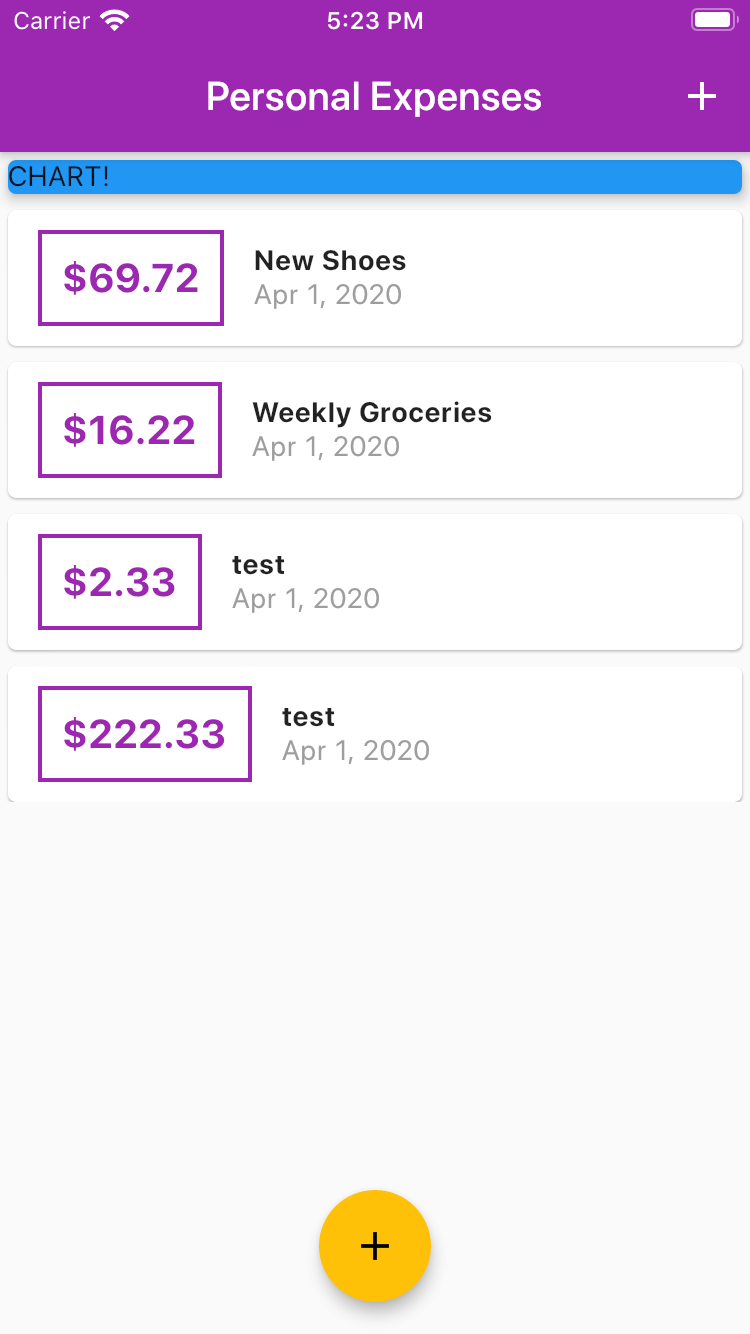 Carrier 5:23 PM
Personal Expenses +
CHART!
$69.72
New Shoes
Apr 1, 2020
$16.22
Weekly Groceries
Apr 1, 2020
$2.33
test
Apr 1, 2020
$222.33
test
Apr 1, 2020
+